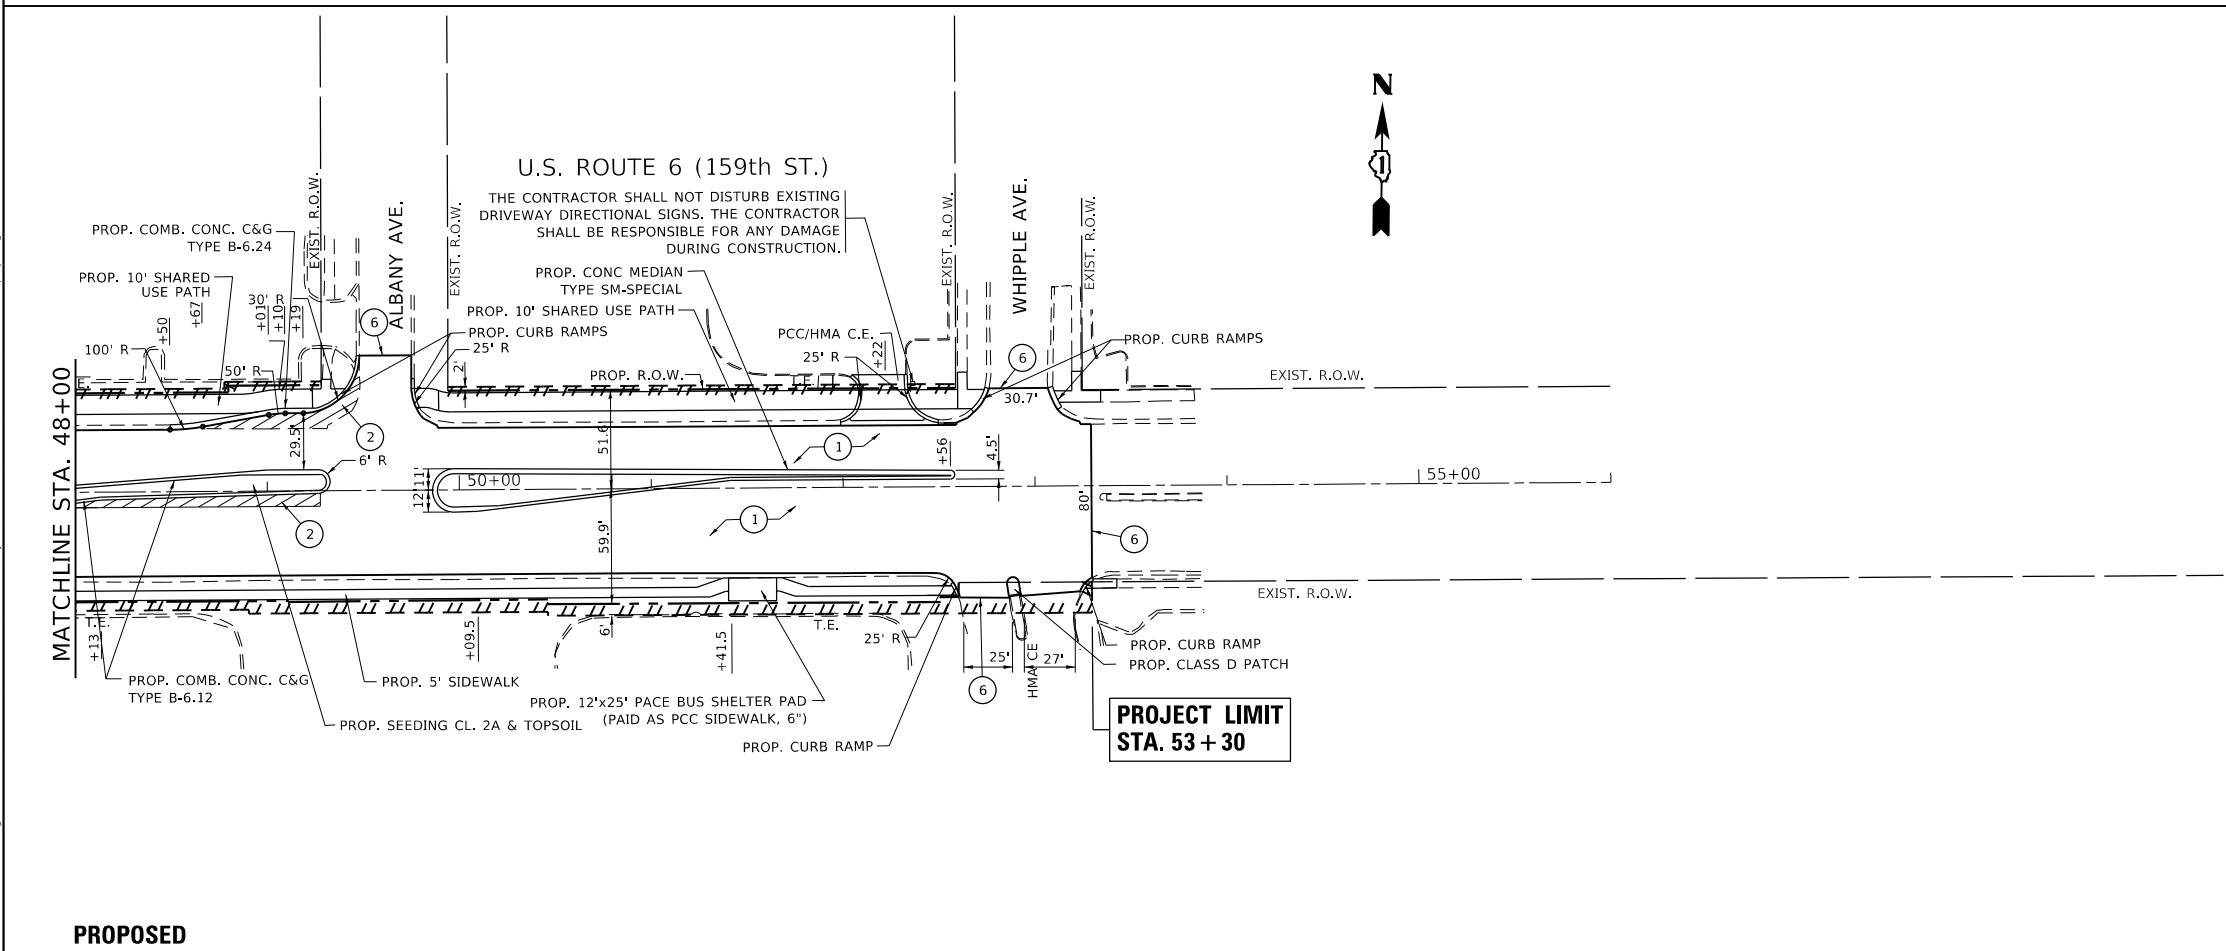 N
1
U.S. ROUTE 6 (159th ST.)
THE CONTRACTOR SHALL NOT DISTURB EXISTING
DRIVEWAY DIRECTIONAL SIGNS. THE CONTRACTOR
SHALL BE RESPONSIBLE FOR ANY DAMAGE
DURING CONSTRUCTION.
PROP. COMB. CONC. C&G
TYPE B-6.24
EXIST. R.O.W.
ALBANY AVE.
EXIST. R.O.W.
EXIST. R.O.W.
WHIPPLE AVE.
EXIST. R.O.W.
PROP. 10' SHARED
USE PATH
PROP. CONC MEDIAN
TYPE SM-SPECIAL
+50
+67
+01
+10
+19
30' R
6
PROP. 10' SHARED USE PATH
PROP. CURB RAMPS
25' R
PCC/HMA C.E.
25' R
+22
6
PROP. CURB RAMPS
100' R
50' R
2'
PROP. R.O.W.
T.E.
EXIST. R.O.W.
30.7'
MATCHLINE STA. 48+00
29.5'
2
6' R
51.6'
1
+56
4.5'
12'
11'
50+00
55+00
80'
2
59.9'
1
6
EXIST. R.O.W.
T.E.
+13
+09.5
6'
+41.5
T.E.
25' R
25'
HMA CE
27'
6
PROP. CURB RAMP
PROP. CLASS D PATCH
PROP. COMB. CONC. C&G
TYPE B-6.12
PROP. 5' SIDEWALK
PROP. SEEDING CL. 2A & TOPSOIL
PROP. 12'x25' PACE BUS SHELTER PAD
(PAID AS PCC SIDEWALK, 6")
PROP. CURB RAMP
PROJECT LIMIT
STA. 53+30
PROPOSED